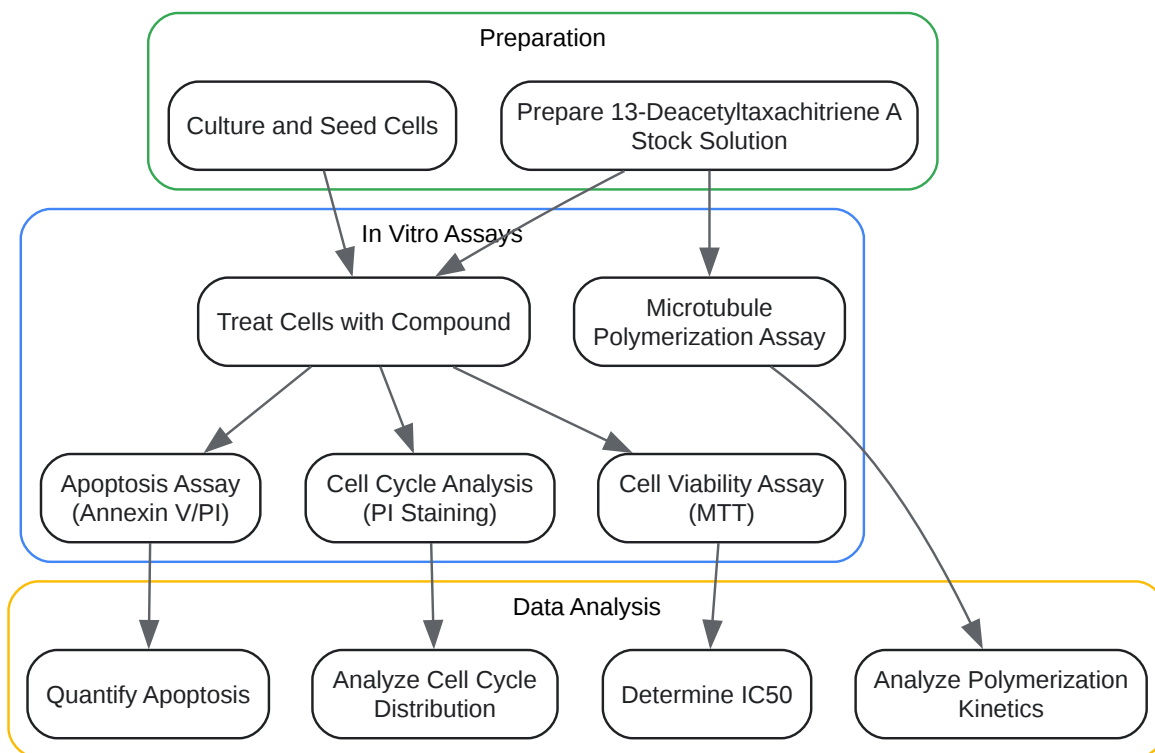 Preparation
Culture and Seed Cells
Prepare 13-Deacetyltaxachitriene A
Stock Solution
In Vitro Assays
Treat Cells with Compound
Microtubule
Polymerization Assay
Apoptosis Assay
(Annexin V/PI)
Cell Cycle Analysis
(PI Staining)
Cell Viability Assay
(MTT)
Data Analysis
Quantify Apoptosis
Analyze Cell Cycle
Distribution
Determine IC50
Analyze Polymerization
Kinetics